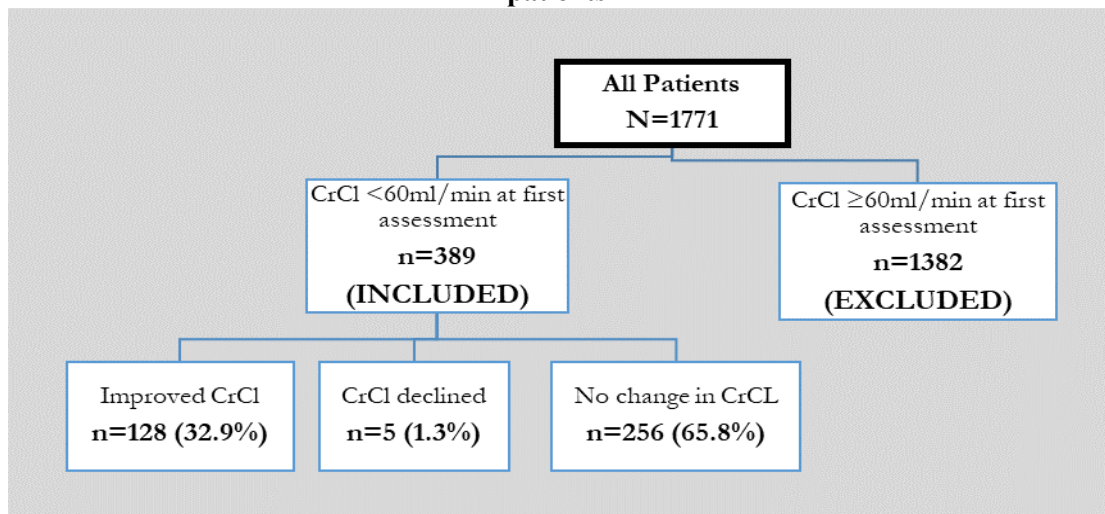 patients
All Patients
N=1771
CrCl <60ml/min at first
assessment
n=389
(INCLUDED)
CrCl ≥60ml/min at first
assessment
n=1382
(EXCLUDED)
Improved CrCl
n=128 (32.9%)
CrCl declined
n=5 (1.3%)
No change in CrCL
n=256 (65.8%)